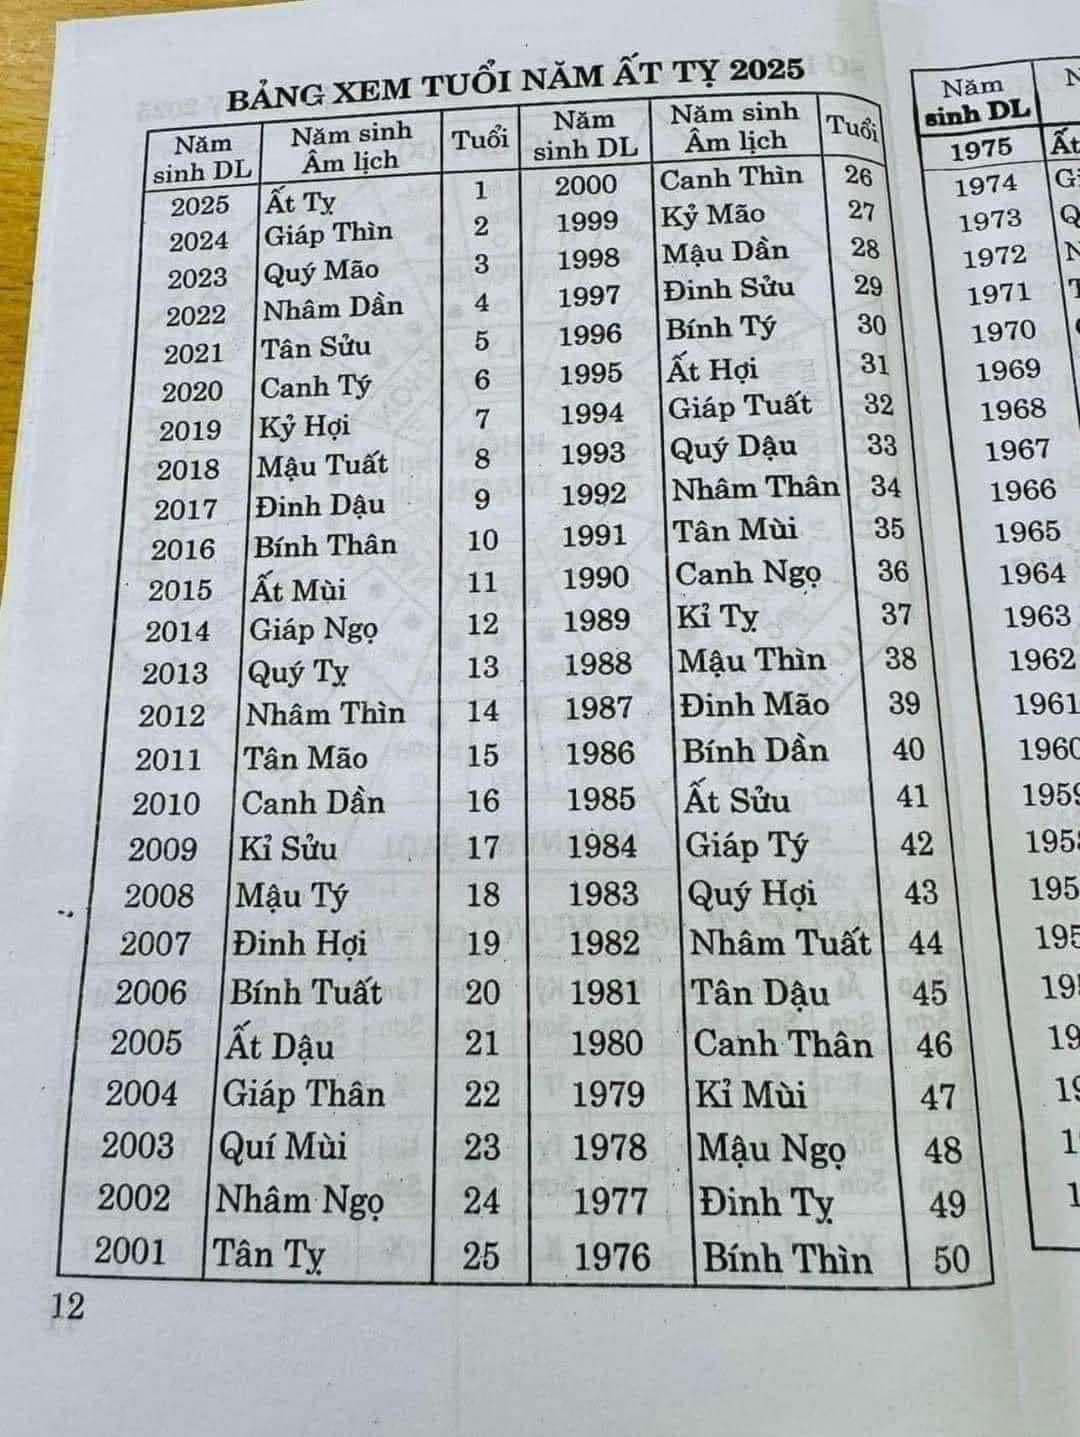 BẢNG XEM TUỔI NĂM ẤT TỴ 2025
Năm sinh DL Năm sinh Âm lịch Tuổi Năm sinh DL Năm sinh Âm lịch Tuổi
2025 Ất Tỵ 1 2000 Canh Thìn 26
2024 Giáp Thìn 2 1999 Kỷ Mão 27
2023 Quý Mão 3 1998 Mậu Dần 28
2022 Nhâm Dần 4 1997 Đinh Sửu 29
2021 Tân Sửu 5 1996 Bính Tý 30
2020 Canh Tý 6 1995 Ất Hợi 31
2019 Kỷ Hợi 7 1994 Giáp Tuất 32
2018 Mậu Tuất 8 1993 Quý Dậu 33
2017 Đinh Dậu 9 1992 Nhâm Thân 34
2016 Bính Thân 10 1991 Tân Mùi 35
2015 Ất Mùi 11 1990 Canh Ngọ 36
2014 Giáp Ngọ 12 1989 Kỉ Tỵ 37
2013 Quý Tỵ 13 1988 Mậu Thìn 38
2012 Nhâm Thìn 14 1987 Đinh Mão 39
2011 Tân Mão 15 1986 Bính Dần 40
2010 Canh Dần 16 1985 Ất Sửu 41
2009 Kỉ Sửu 17 1984 Giáp Tý 42
2008 Mậu Tý 18 1983 Quý Hợi 43
2007 Đinh Hợi 19 1982 Nhâm Tuất 44
2006 Bính Tuất 20 1981 Tân Dậu 45
2005 Ất Dậu 21 1980 Canh Thân 46
2004 Giáp Thân 22 1979 Kỉ Mùi 47
2003 Quí Mùi 23 1978 Mậu Ngọ 48
2002 Nhâm Ngọ 24 1977 Đinh Tỵ 49
2001 Tân Tỵ 25 1976 Bính Thìn 50
12
Năm
sinh DL
1975 Ất
1974
1973
1972
1971
1970
1969
1968
1967
1966
1965
1964
1963
1962
1961
1960